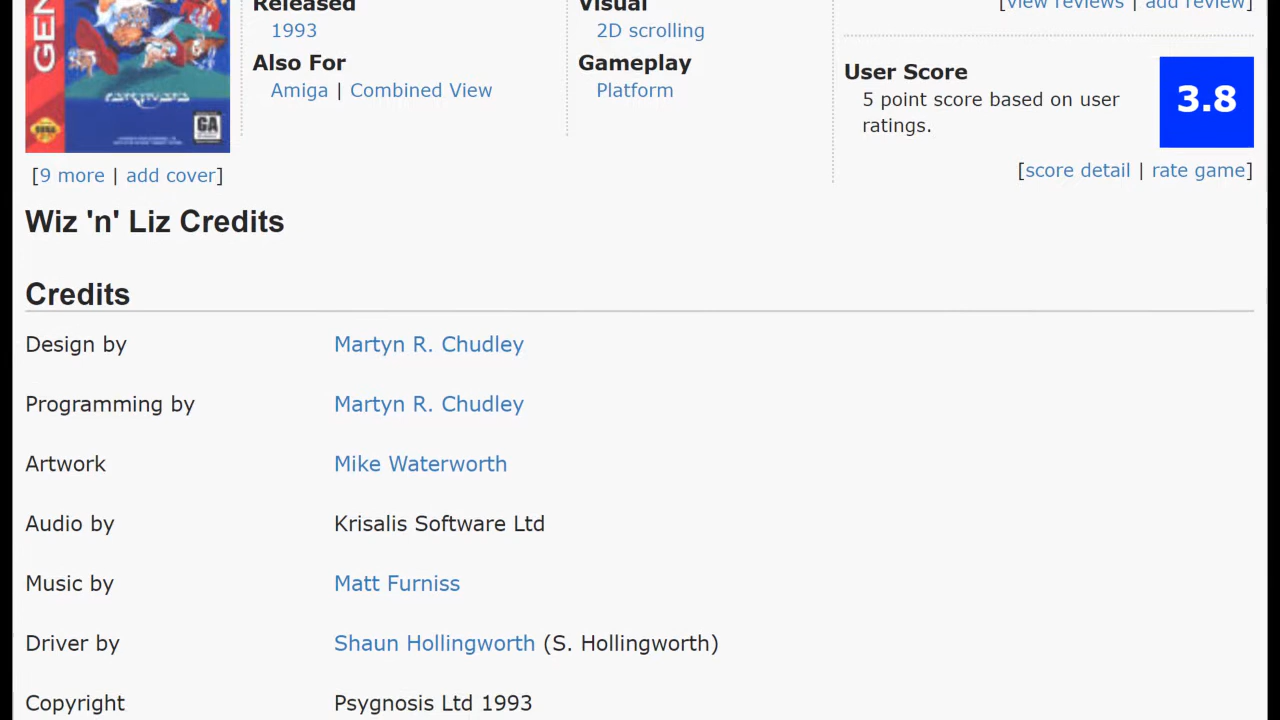 Released
1993
Also For
Amiga | Combined View
Visual
2D scrolling
Gameplay
Platform
[view reviews | add review]
User Score
5 point score based on user
ratings.
3.8
[score detail | rate game]
GEN
SEGA
GA
[9 more | add cover]
Wiz 'n' Liz Credits
Credits
Design by Martyn R. Chudley
Programming by Martyn R. Chudley
Artwork Mike Waterworth
Audio by Krisalis Software Ltd
Music by Matt Furniss
Driver by Shaun Hollingworth (S. Hollingworth)
Copyright Psygnosis Ltd 1993